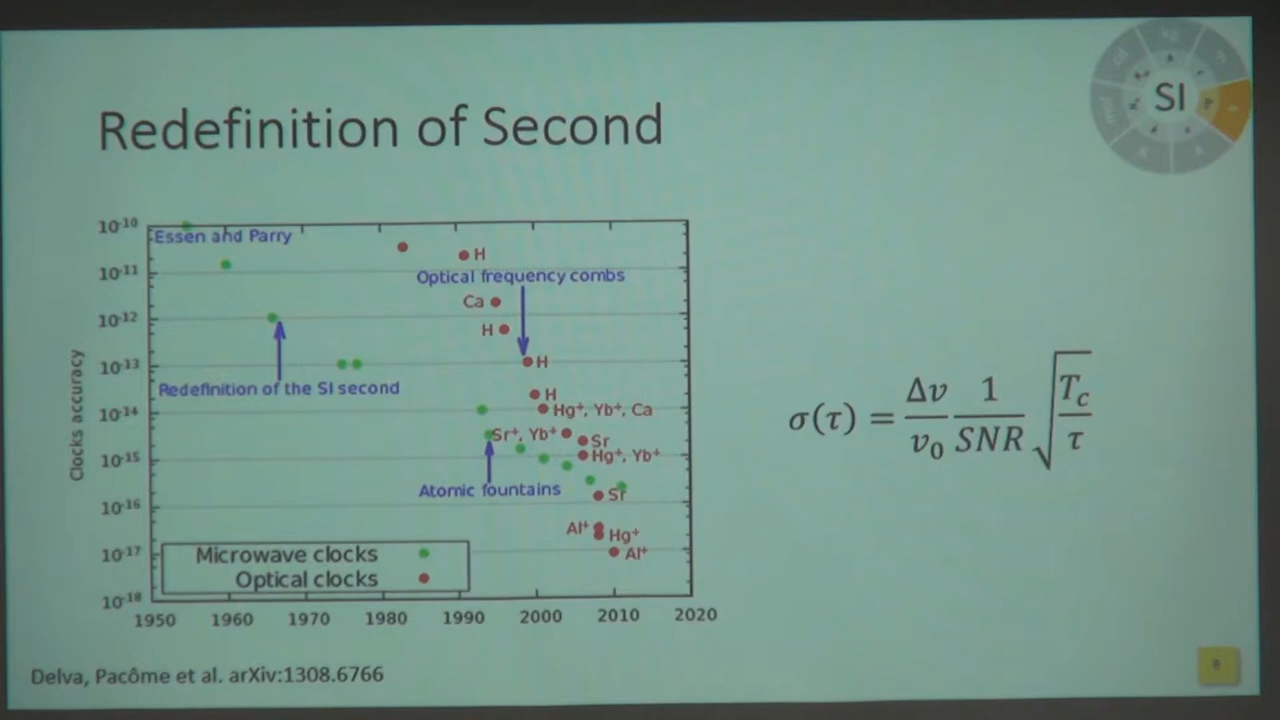 SI
Redefinition of Second
10⁻¹⁰
Essen and Parry
H
10⁻¹¹
Optical frequency combs
Ca
10⁻¹²
H
10⁻¹³
H
Redefinition of the SI second
H
10⁻¹⁴
Hg⁺, Yb⁺, Ca
Sr⁺, Yb⁺
Sr
10⁻¹⁵
Hg⁺, Yb⁺
Atomic fountains
Sr
10⁻¹⁶
Al⁺
Hg⁺
10⁻¹⁷
Al⁺
Microwave clocks
Optical clocks
10⁻¹⁸
Clocks accuracy
1950 1960 1970 1980 1990 2000 2010 2020
σ(τ) = Δν/ν₀ 1/SNR √(T_c/τ)
Delva, Pacôme et al. arXiv:1308.6766